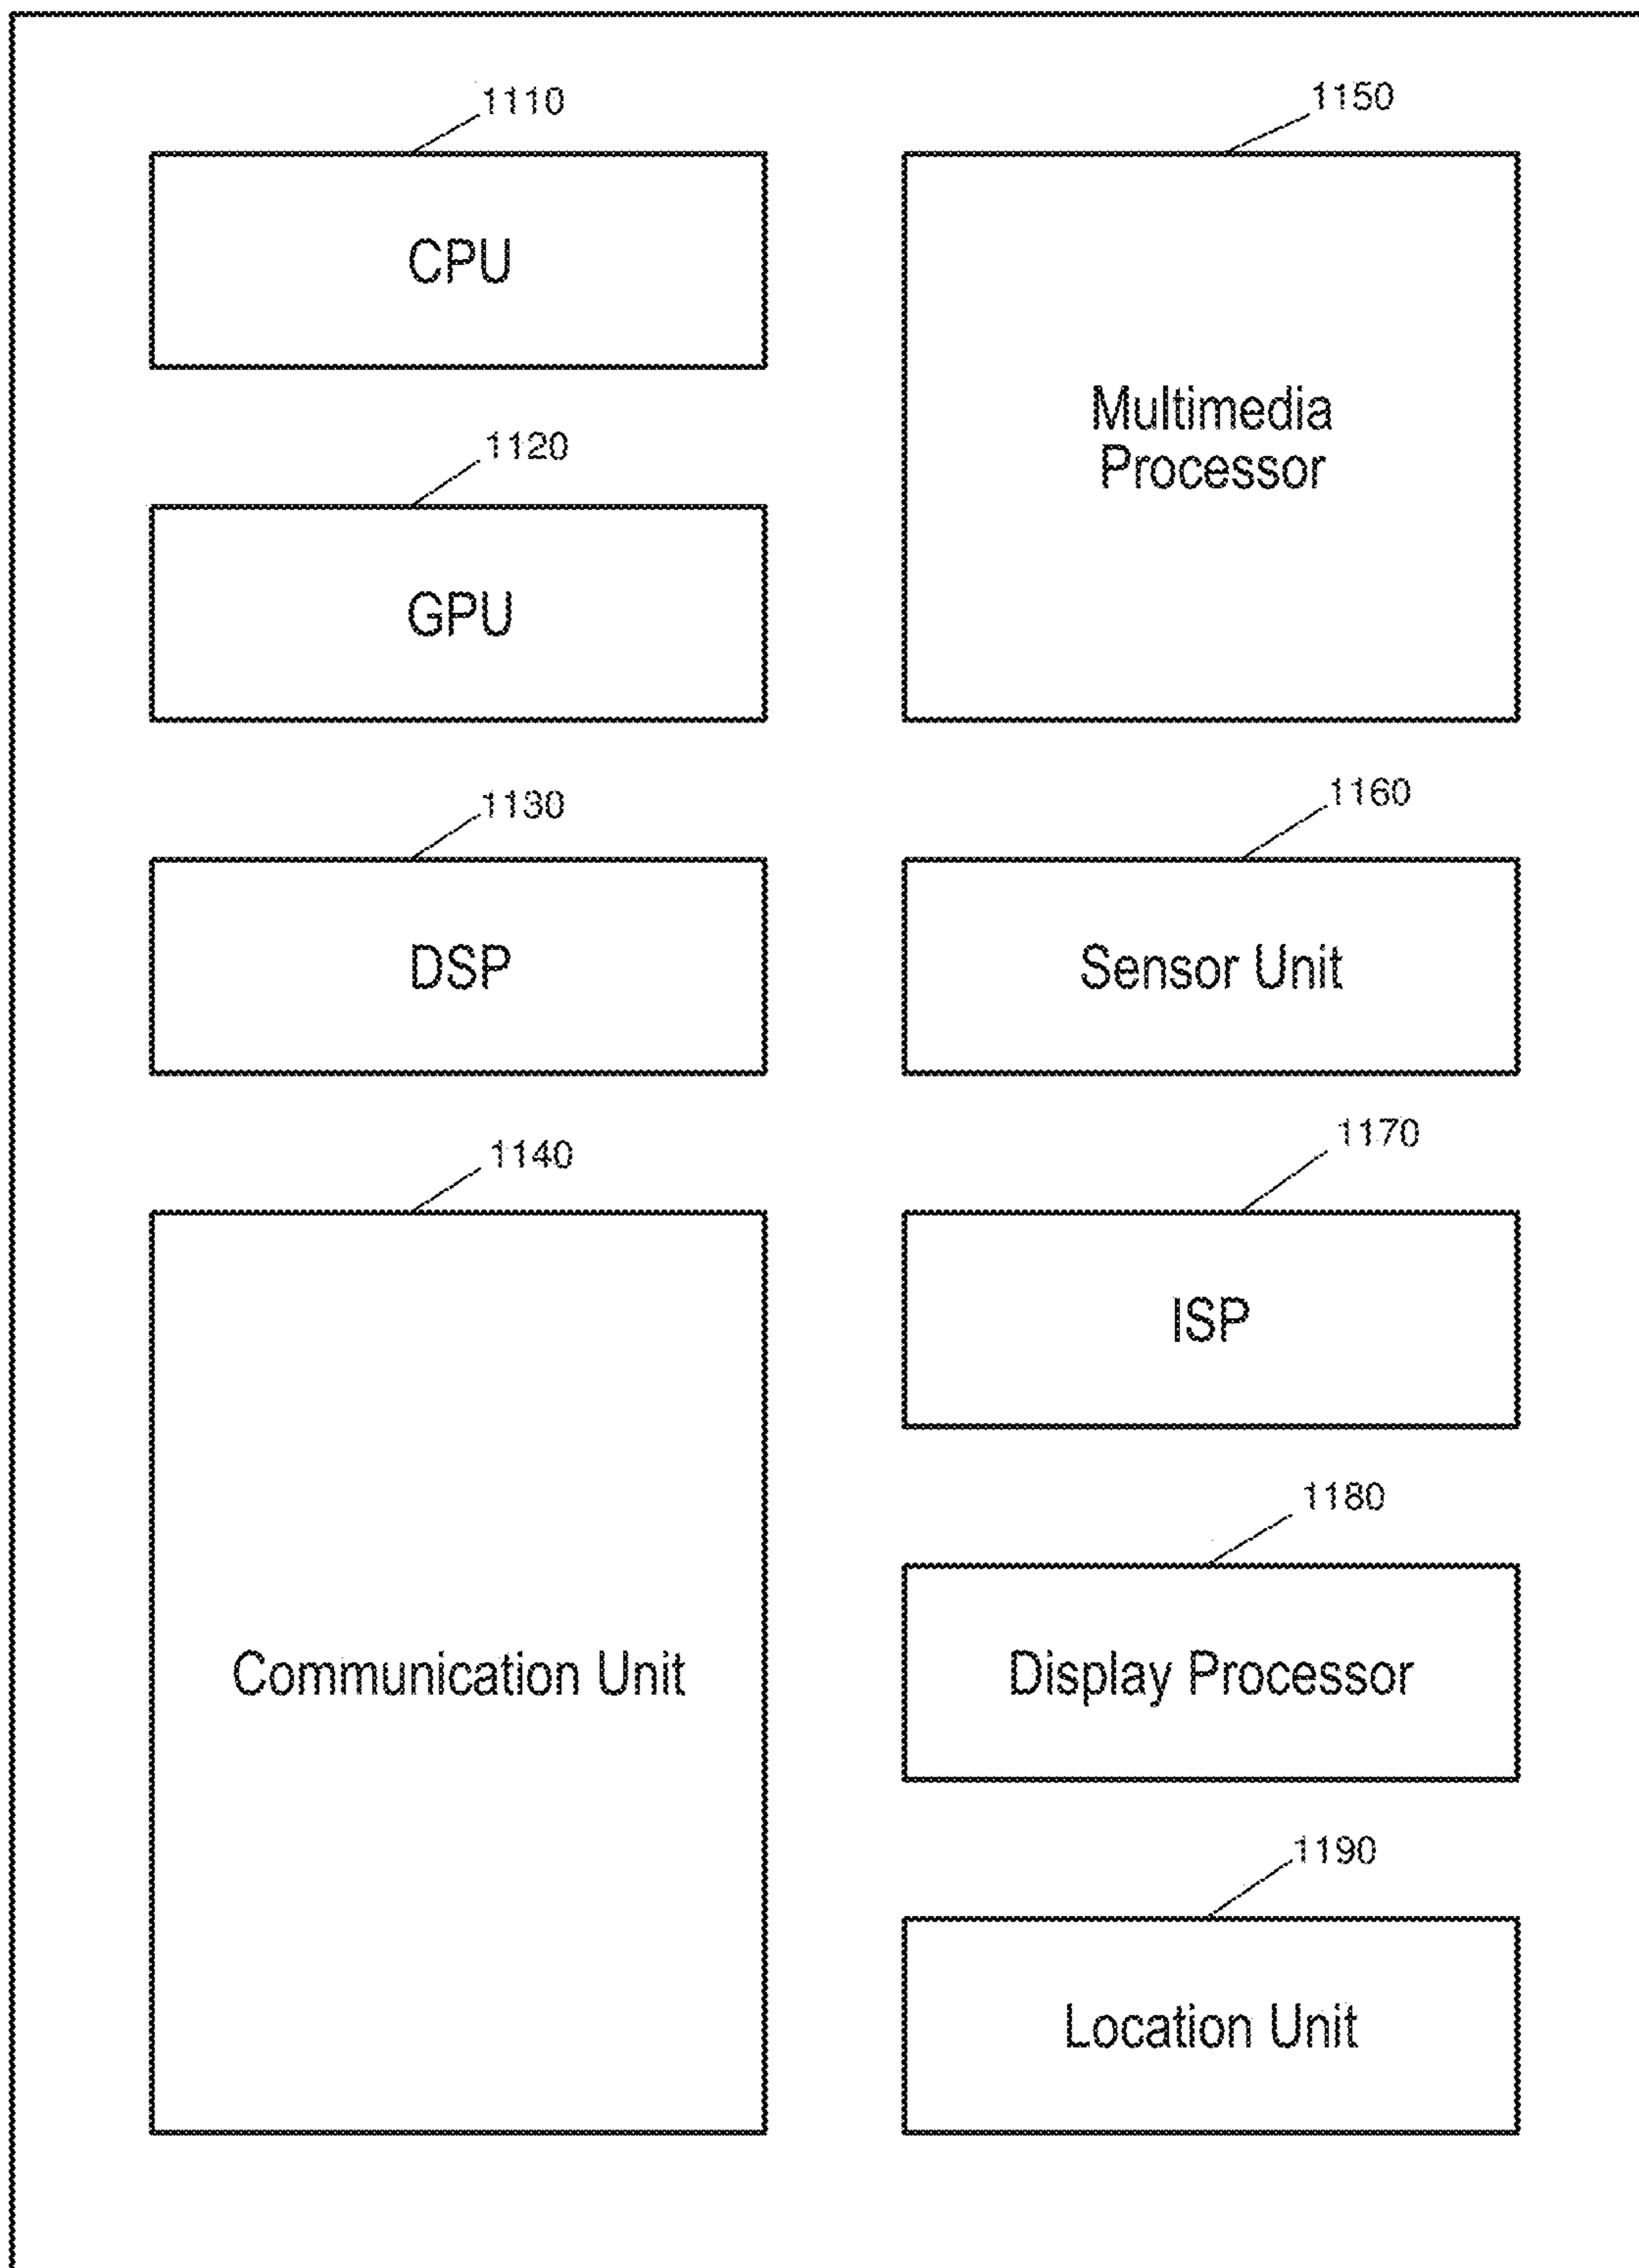 1110
CPU
1120
GPU
1130
DSP
1140
Communication Unit
1150
Multimedia
Processor
1160
Sensor Unit
1170
ISP
1180
Display Processor
1190
Location Unit